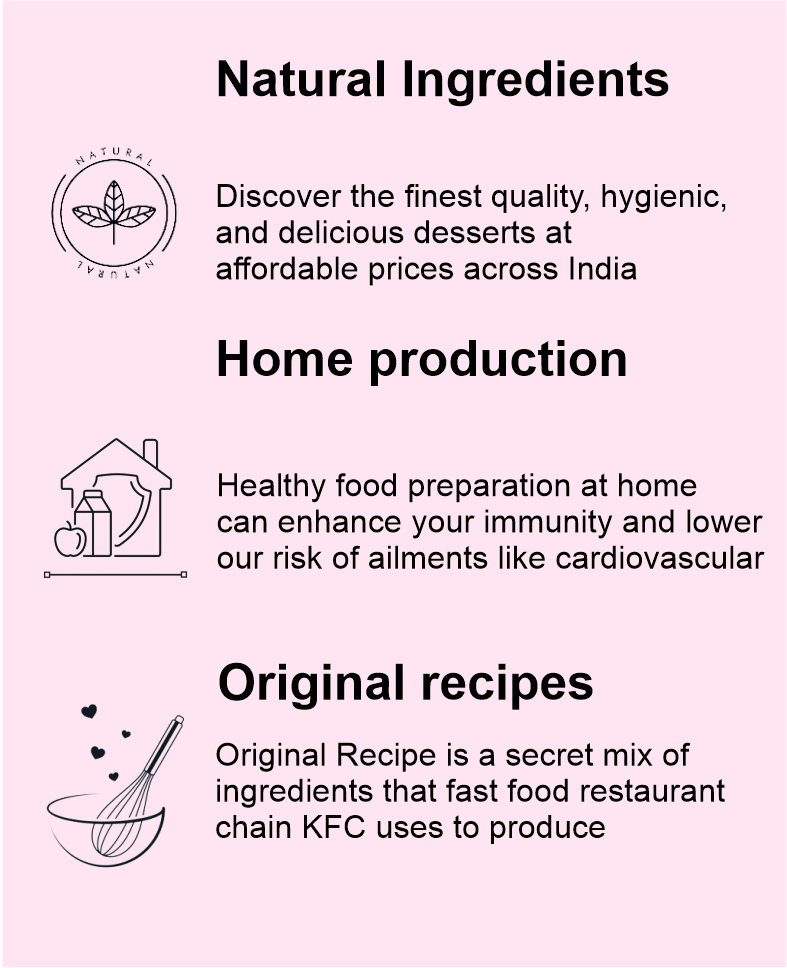 Natural Ingredients
NATURAL
Discover the finest quality, hygienic,
and delicious desserts at
affordable prices across India
NATURAL
Home production
Healthy food preparation at home
can enhance your immunity and lower
our risk of ailments like cardiovascular
Original recipes
Original Recipe is a secret mix of
ingredients that fast food restaurant
chain KFC uses to produce